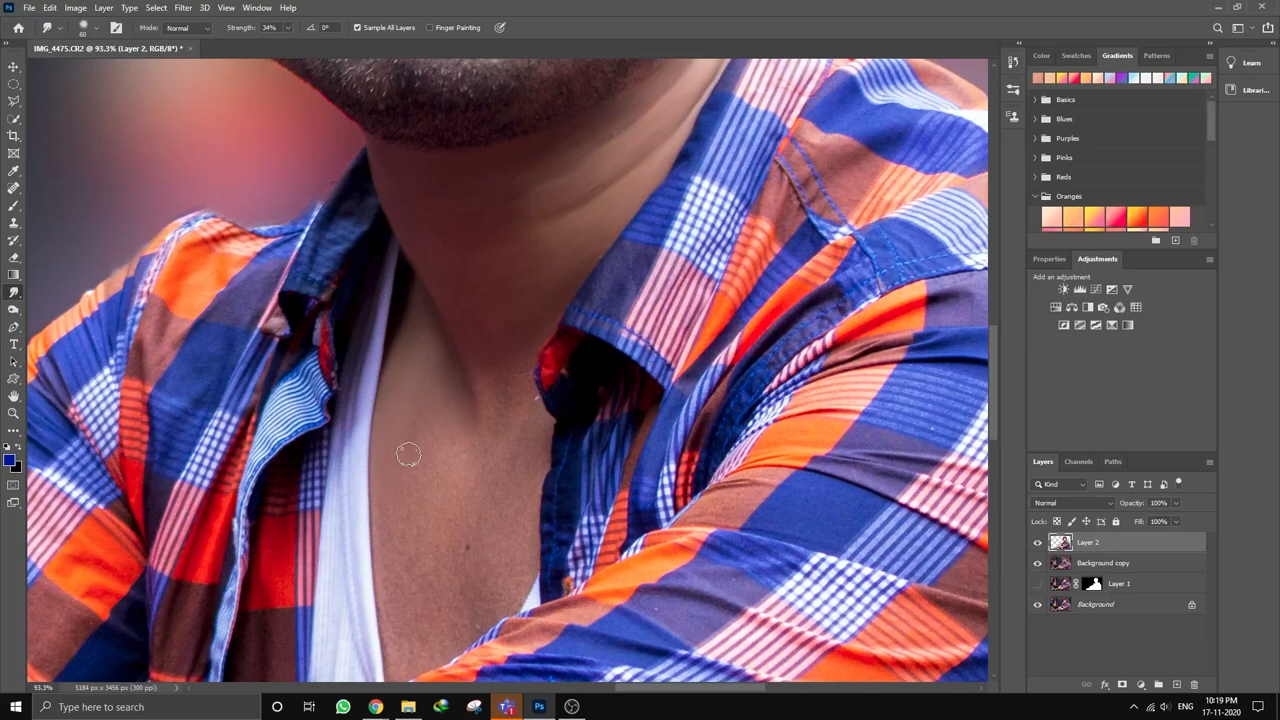 Ps File Edit Image Layer Type Select Filter 3D View Window Help
60 Mode: Normal Strength: 34% 0° Sample All Layers Finger Painting
IMG_4475.CR2 @ 93.3% (Layer 2, RGB/8*) *
Color Swatches Gradients Patterns
Learn
Librari...
Basics
Blues
Purples
Pinks
Reds
Oranges
Properties Adjustments
Add an adjustment
Layers Channels Paths
Kind
Normal Opacity: 100%
Lock: Fill: 100%
Layer 2
Background copy
Layer 1
Background
93.3% 5184 px x 3456 px (300 ppi)
Type here to search
Ps
ENG
10:19 PM
17-11-2020